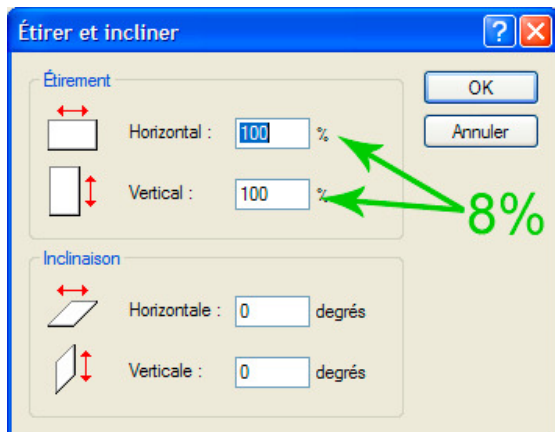 Étirer et incliner
Étirement
OK
Horizontal : 100 %
Annuler
Vertical : 100 %
8%
Inclinaison
Horizontale : 0 degrés
Verticale : 0 degrés